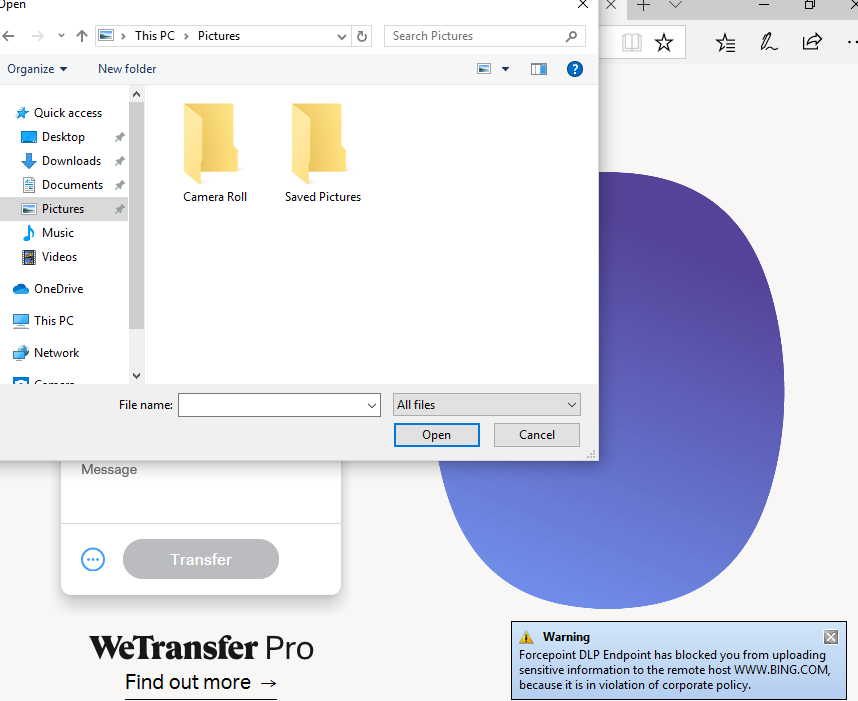 Open
This PC
Pictures
Search Pictures
Organize
New folder
?
Quick access
Desktop
Downloads
Documents
Pictures
Music
Videos
OneDrive
This PC
Network
Camera Roll
Saved Pictures
File name:
All files
Open
Cancel
Message
Transfer
WeTransfer Pro
Find out more →
Warning
Forcepoint DLP Endpoint has blocked you from uploading
sensitive information to the remote host WWW.BING.COM,
because it is in violation of corporate policy.